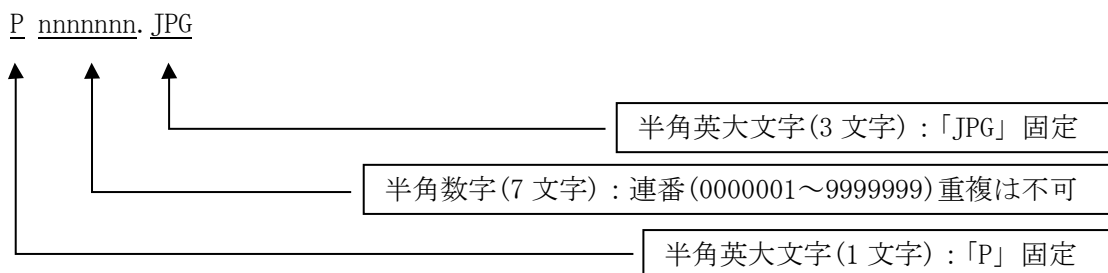 P nnnnnnn. JPG
半角英大文字(3 文字)：「JPG」固定
半角数字(7 文字)：連番(0000001～9999999)重複は不可
半角英大文字(1 文字)：「P」固定